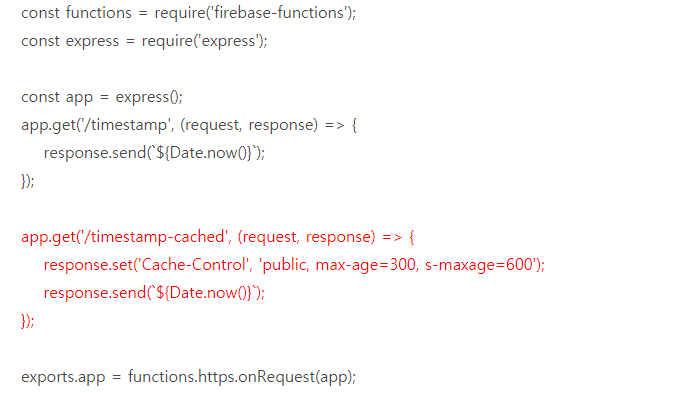 const functions = require('firebase-functions');
const express = require('express');
const app = express();
app.get('/timestamp', (request, response) => {
response.send(`${Date.now()}`);
});
app.get('/timestamp-cached', (request, response) => {
response.set('Cache-Control', 'public, max-age=300, s-maxage=600');
response.send(`${Date.now()}`);
});
exports.app = functions.https.onRequest(app);